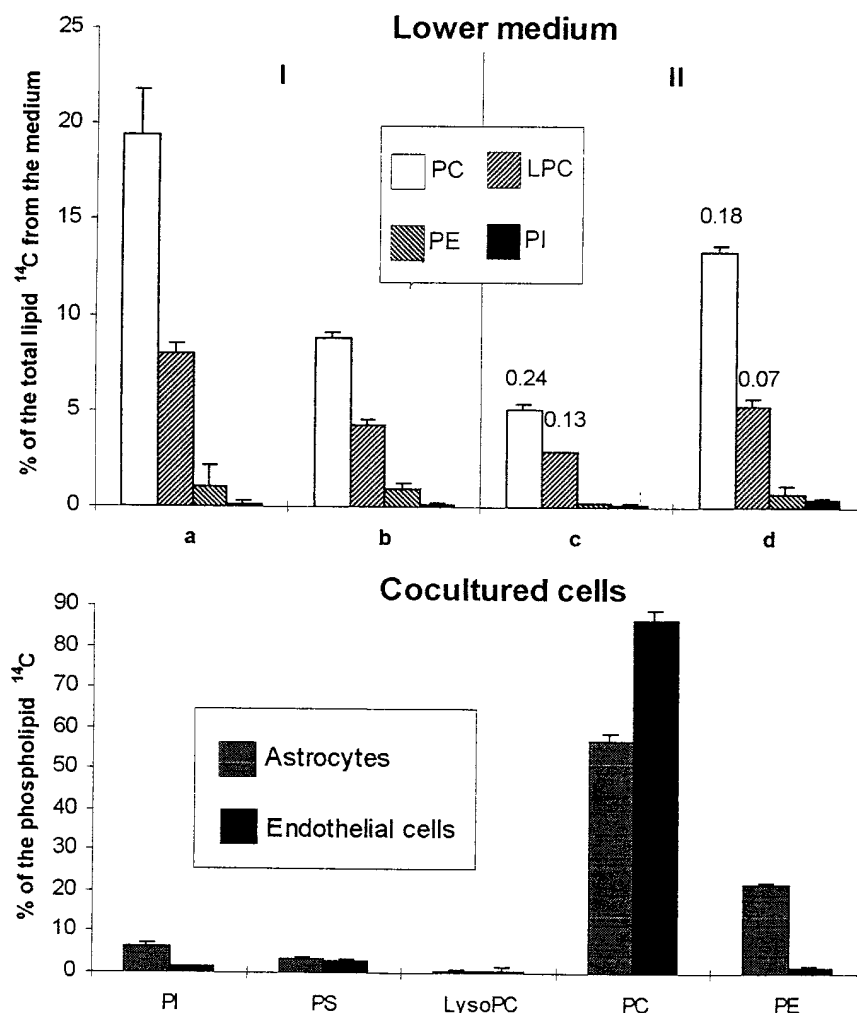 Lower medium
I
II
% of the total lipid ¹⁴C from the medium
25
20
15
10
5
0
PC
LPC
PE
PI
0.24
0.13
0.18
0.07
a
b
c
d
Cocultured cells
% of the phospholipid ¹⁴C
90
80
70
60
50
40
30
20
10
0
Astrocytes
Endothelial cells
PI
PS
LysoPC
PC
PE